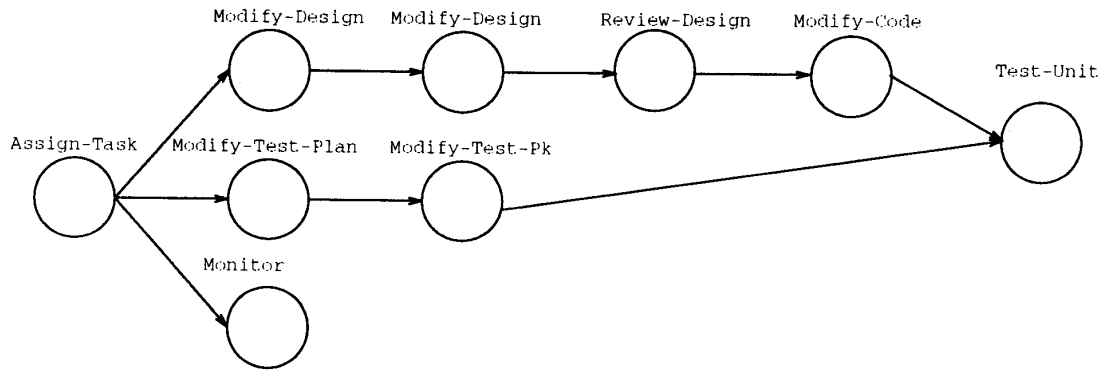 Modify-Design
Modify-Design
Review-Design
Modify-Code
Test-Unit
Assign-Task
Modify-Test-Plan
Modify-Test-Pk
Monitor